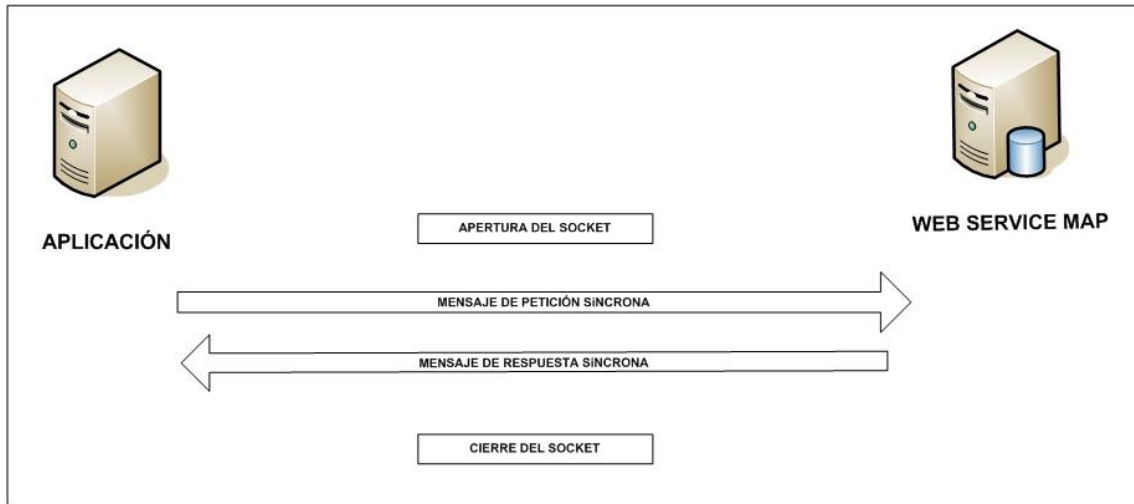 APLICACIÓN
WEB SERVICE MAP
APERTURA DEL SOCKET
MENSAJE DE PETICIÓN SíNCRONA
MENSAJE DE RESPUESTA SíNCRONA
CIERRE DEL SOCKET